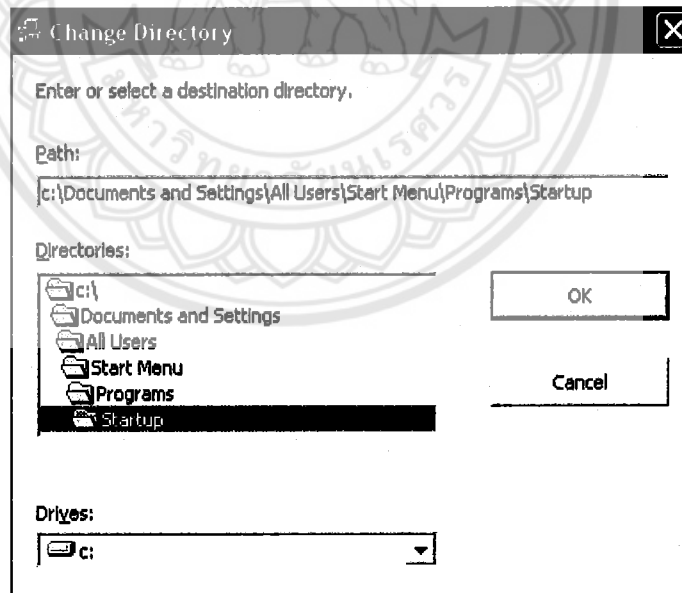 Change Directory
Enter or select a destination directory.
Path:
c:\Documents and Settings\All Users\Start Menu\Programs\Startup
Directories:
c:\
Documents and Settings
All Users
Start Menu
Programs
Startup
OK
Cancel
Drives:
c: